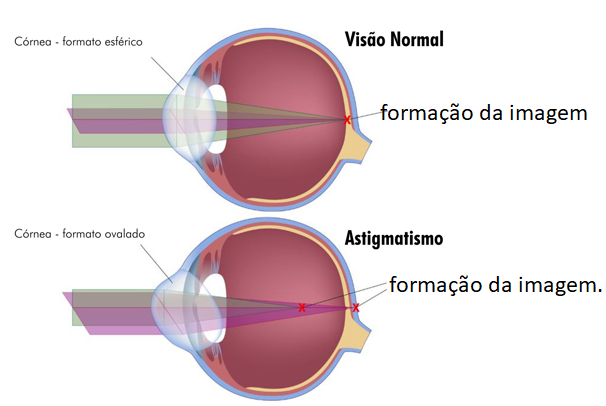 Córnea - formato esférico
Visão Normal
formação da imagem
x
Córnea - formato ovalado
Astigmatismo
formação da imagem.
x x